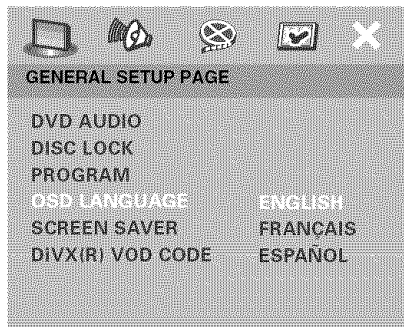 GENERAL SETUP PAGE
DVD AUDIO
DISC LOCK
PROGRAM
OSD LANGUAGE ENGLISH
SCREEN SAVER FRANÇAIS
DiVX(R) VOD CODE ESPAÑOL